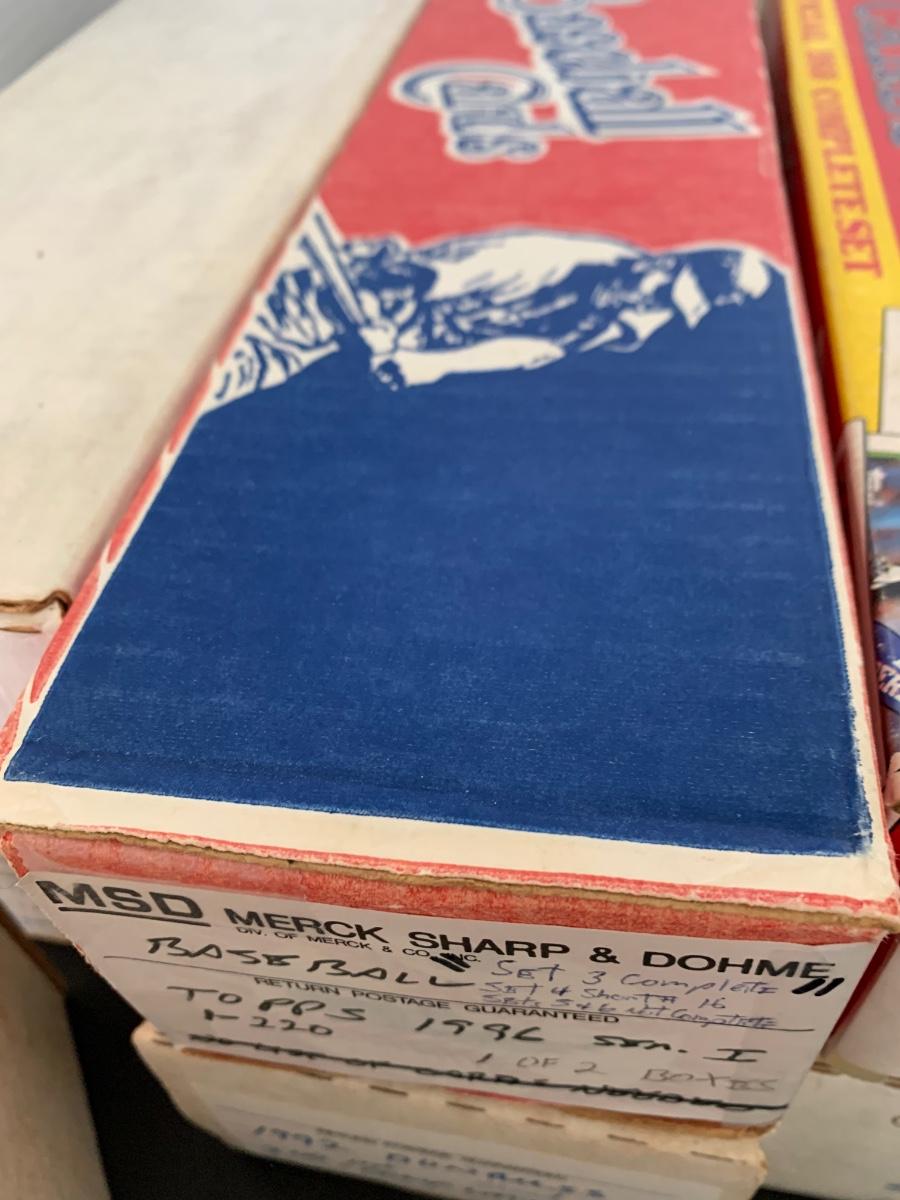 Baseball
Cards
COMPLETE SET
MSD MERCK SHARP & DOHME
DIV. OF MERCK & CO., INC.
BASEBALL
SET 3 Complete
SET 4 Short # 16
Sets 5 & 6 not Complete
RETURN POSTAGE GUARANTEED
TOPPS 1996 SER. I
1-220
1 OF 2 BOXES
1992